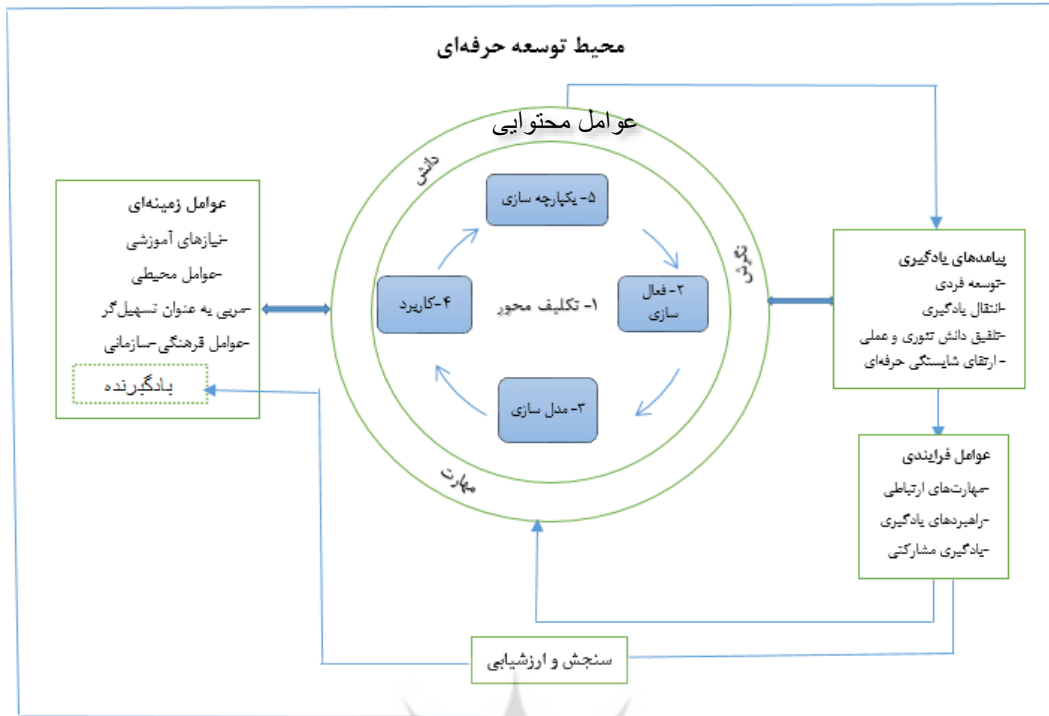 محیط توسعه حرفه‌ای
عوامل محتوایی
دانش
نگرش
مهارت
۵- یکپارچه سازی
۲- فعال
سازی
۱- تکلیف محور
۴-کاربرد
۳- مدل سازی
عوامل زمینه‌ای
-نیازهای آموزشی
-عوامل محیطی
-مربی به عنوان تسهیل‌گر
-عوامل فرهنگی-سازمانی
یادگیرنده
پیامدهای یادگیری
-توسعه فردی
-انتقال یادگیری
-تلفیق دانش تئوری و عملی
- ارتقای شایستگی حرفه‌ای
عوامل فرایندی
-مهارت‌های ارتباطی
-راهبردهای یادگیری
-یادگیری مشارکتی
سنجش و ارزشیابی